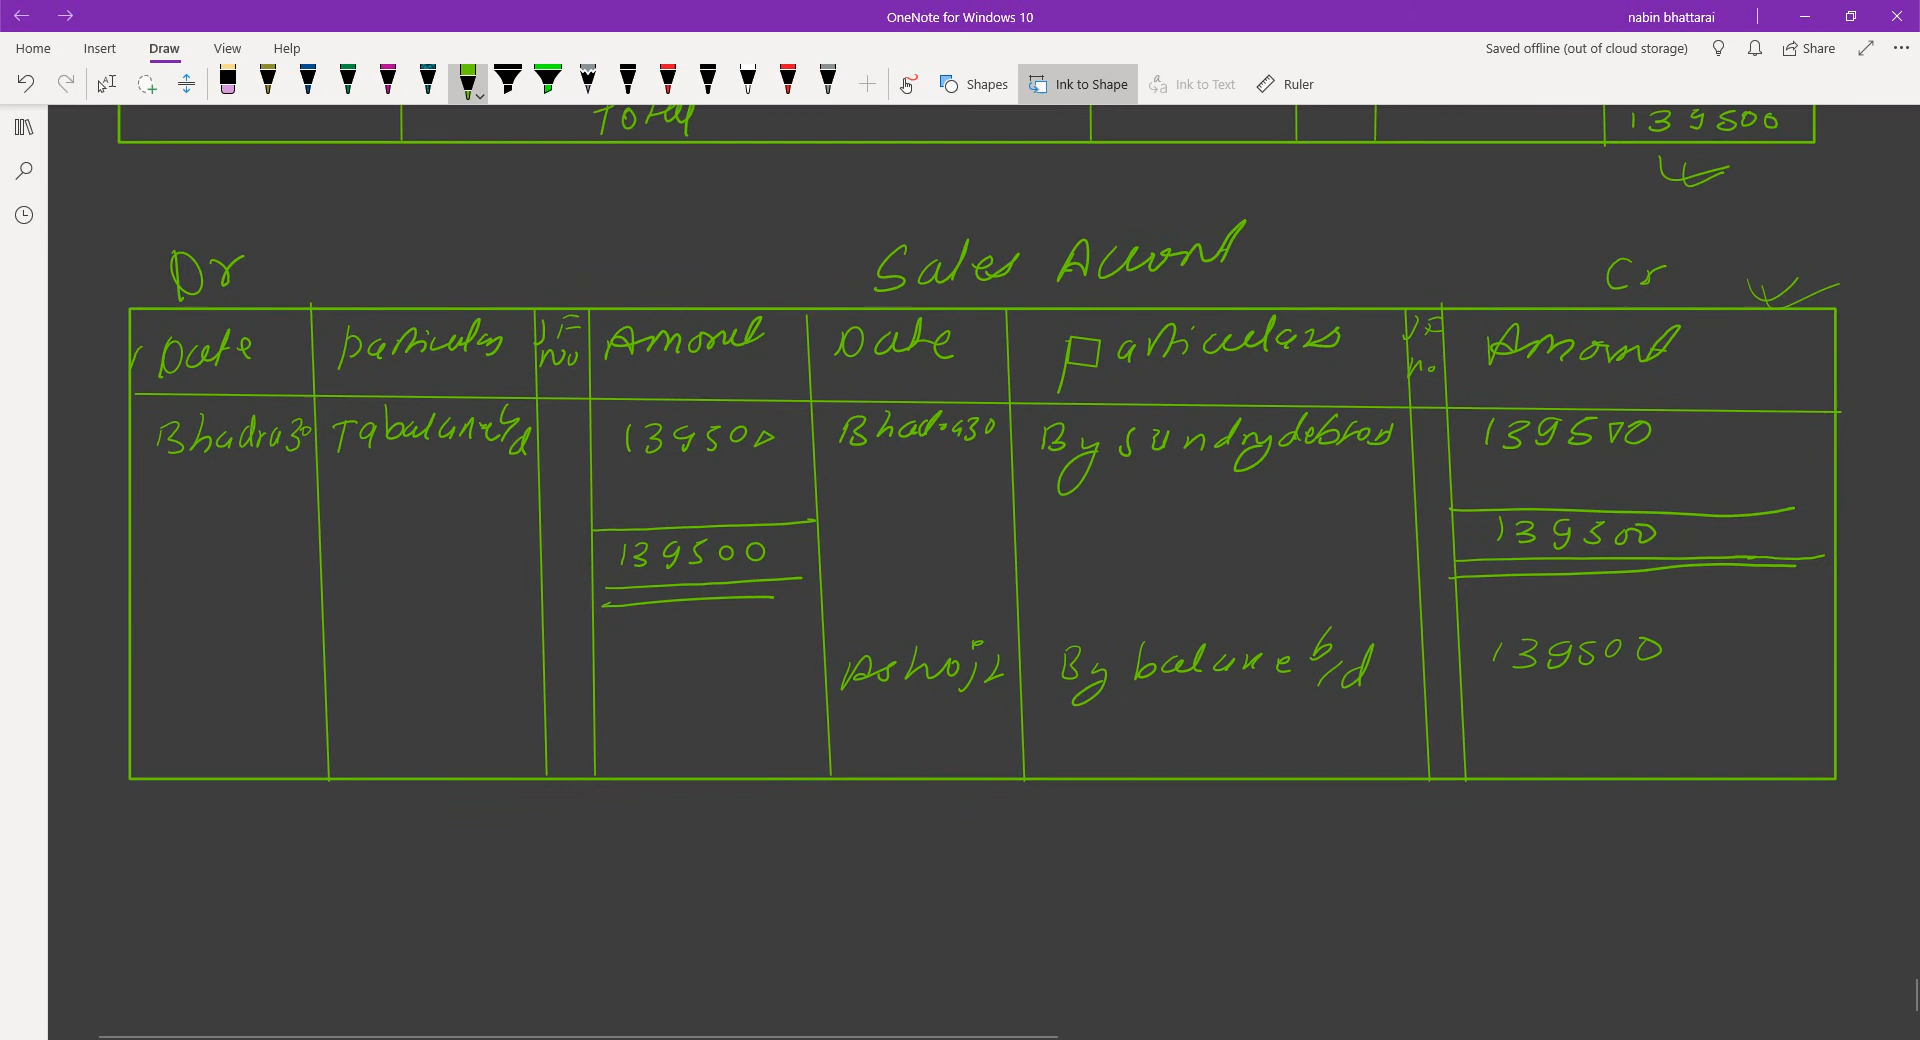 OneNote for Windows 10
nabin bhattarai
Home Insert Draw View Help
Saved offline (out of cloud storage)
Share
Shapes
Ink to Shape
Ink to Text
Ruler
Total 139500
Dr Sales Account Cr
Date Particulars J.F No Amount Date Particulars J.F no. Amount
Bhadra 30 To balance c/d 139500 Bhadra 30 By sundry debtors 139500
139500 139500
Ashoj 1 By balance b/d 139500